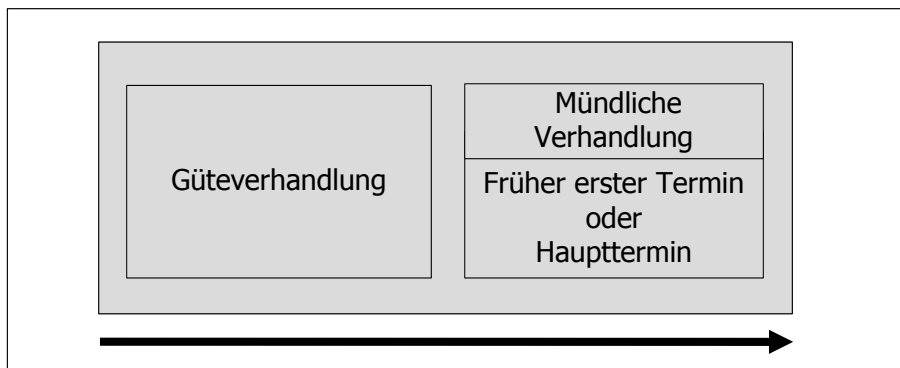 Güteverhandlung
Mündliche
Verhandlung
Früher erster Termin
oder
Haupttermin